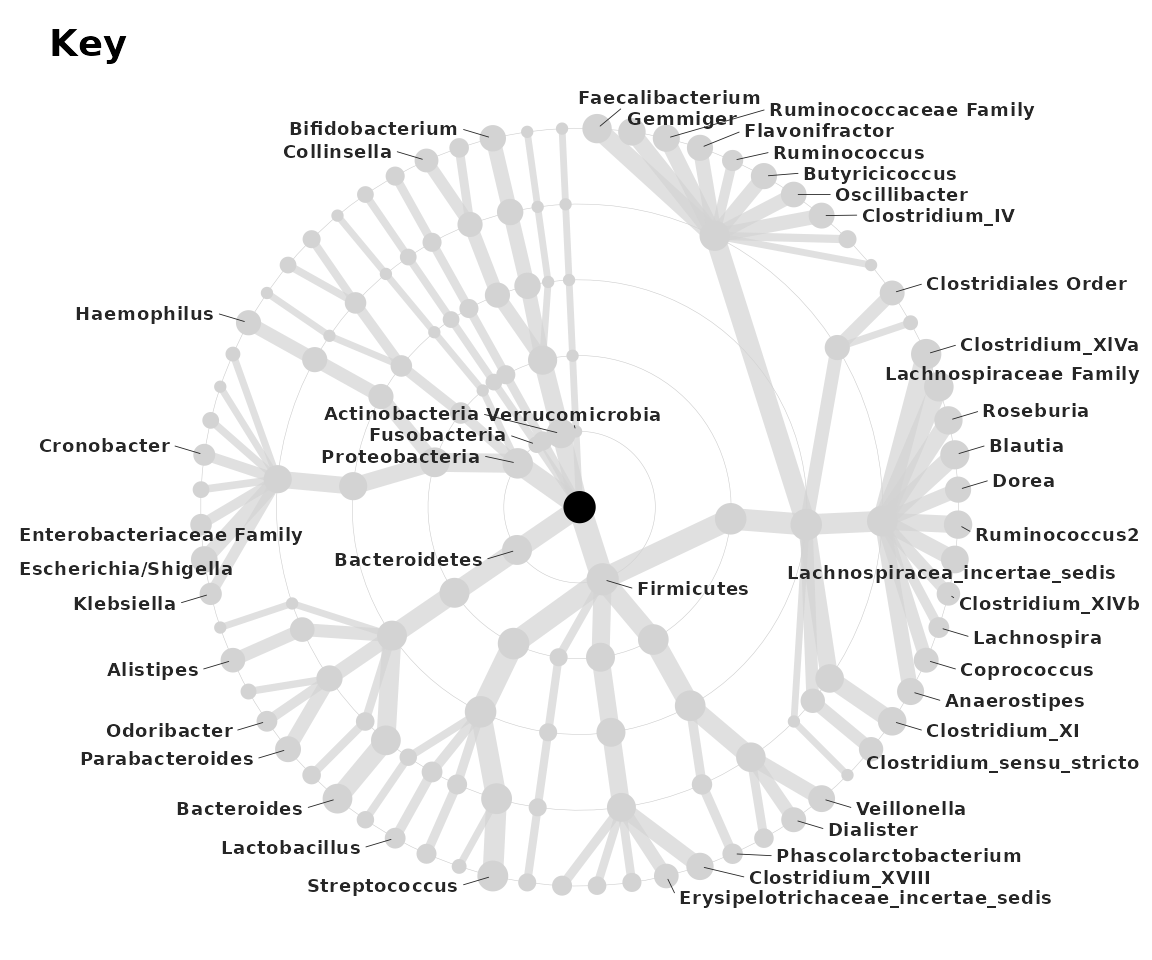 Key
Faecalibacterium
Ruminococcaceae Family
Gemmiger
Bifidobacterium
Flavonifractor
Collinsella
Ruminococcus
Butyricicoccus
Oscillibacter
Clostridium_IV
Clostridiales Order
Haemophilus
Clostridium_XlVa
Lachnospiraceae Family
Roseburia
Actinobacteria
Verrucomicrobia
Fusobacteria
Cronobacter
Blautia
Proteobacteria
Dorea
Enterobacteriaceae Family
Ruminococcus2
Bacteroidetes
Escherichia/Shigella
Lachnospiracea_incertae_sedis
Firmicutes
Klebsiella
Clostridium_XlVb
Lachnospira
Alistipes
Coprococcus
Anaerostipes
Odoribacter
Clostridium_XI
Parabacteroides
Clostridium_sensu_stricto
Bacteroides
Veillonella
Dialister
Lactobacillus
Phascolarctobacterium
Clostridium_XVIII
Streptococcus
Erysipelotrichaceae_incertae_sedis